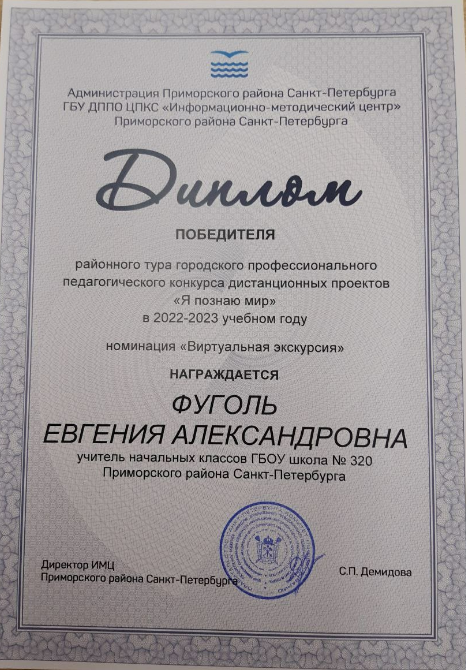 Администрация Приморского района Санкт-Петербурга
ГБУ ДППО ЦПКС «Информационно-методический центр»
Приморского района Санкт-Петербурга
Диплом
ПОБЕДИТЕЛЯ
районного тура городского профессионального
педагогического конкурса дистанционных проектов
«Я познаю мир»
в 2022-2023 учебном году
номинация «Виртуальная экскурсия»
НАГРАЖДАЕТСЯ
ФУГОЛЬ
ЕВГЕНИЯ АЛЕКСАНДРОВНА
учитель начальных классов ГБОУ школа № 320
Приморского района Санкт-Петербурга
Директор ИМЦ
Приморского района Санкт-Петербурга
С.П. Демидова